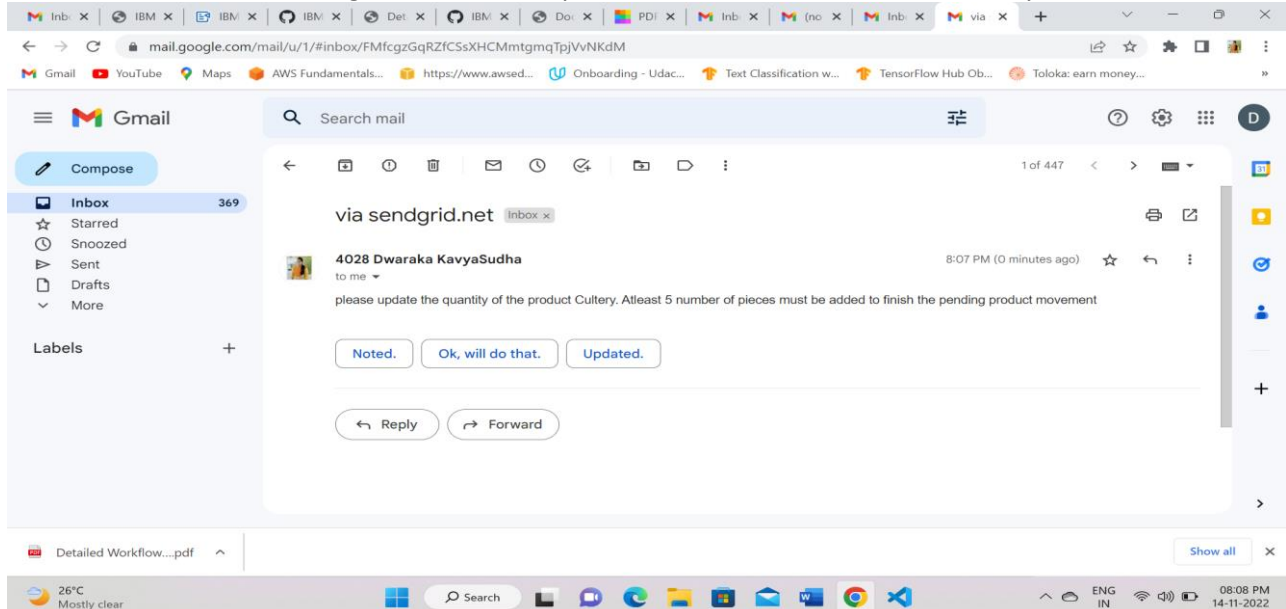 Inb IBM IBM IBM Det IBM Do PDF Inb (no Inb via
mail.google.com/mail/u/1/#inbox/FMfcgzGqRZfCSsXHCMmtgmqTpjVvNKdM
Gmail YouTube Maps AWS Fundamentals... https://www.awsed... Onboarding - Udac... Text Classification w... TensorFlow Hub Ob... Toloka: earn money... »
Gmail Search mail D
Compose 1 of 447 31
Inbox 369
via sendgrid.net Inbox x
Starred
Snoozed
4028 Dwaraka KavyaSudha 8:07 PM (0 minutes ago)
Sent
to me
Drafts
please update the quantity of the product Cultery. Atleast 5 number of pieces must be added to finish the pending product movement
More
Labels +
Noted. Ok, will do that. Updated.
Reply Forward
PDF Detailed Workflow....pdf Show all
26°C
Mostly clear
Search
ENG
IN
08:08 PM
14-11-2022